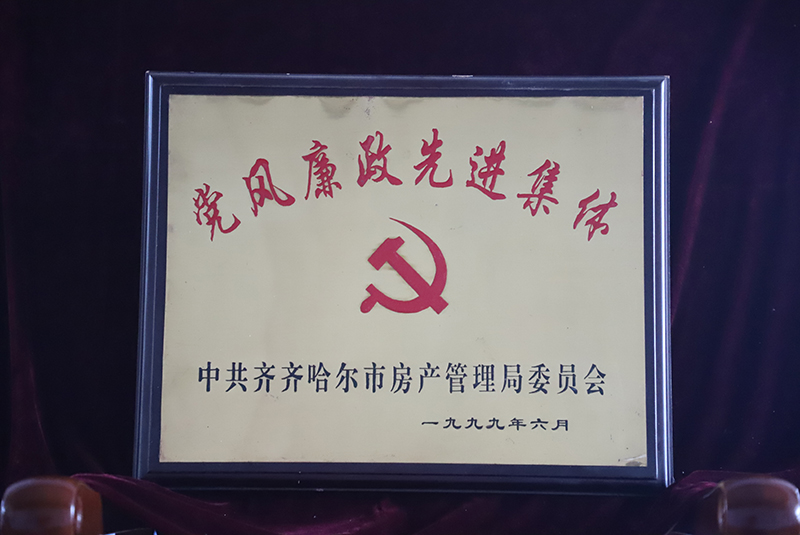 党风廉政先进集体
中共齐齐哈尔市房产管理局委员会
一九九九年六月